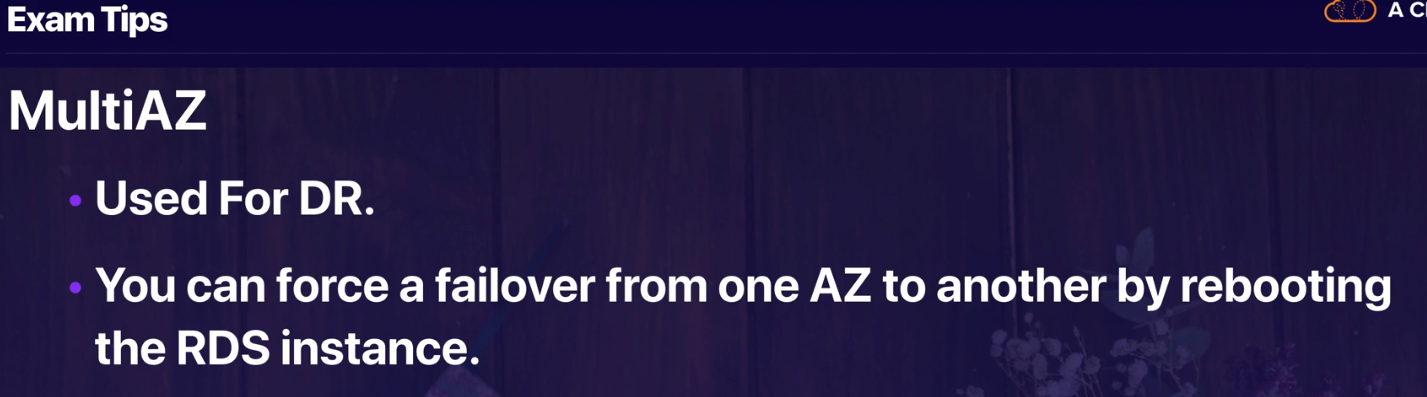 Exam Tips
A C
MultiAZ
• Used For DR.
• You can force a failover from one AZ to another by rebooting
the RDS instance.